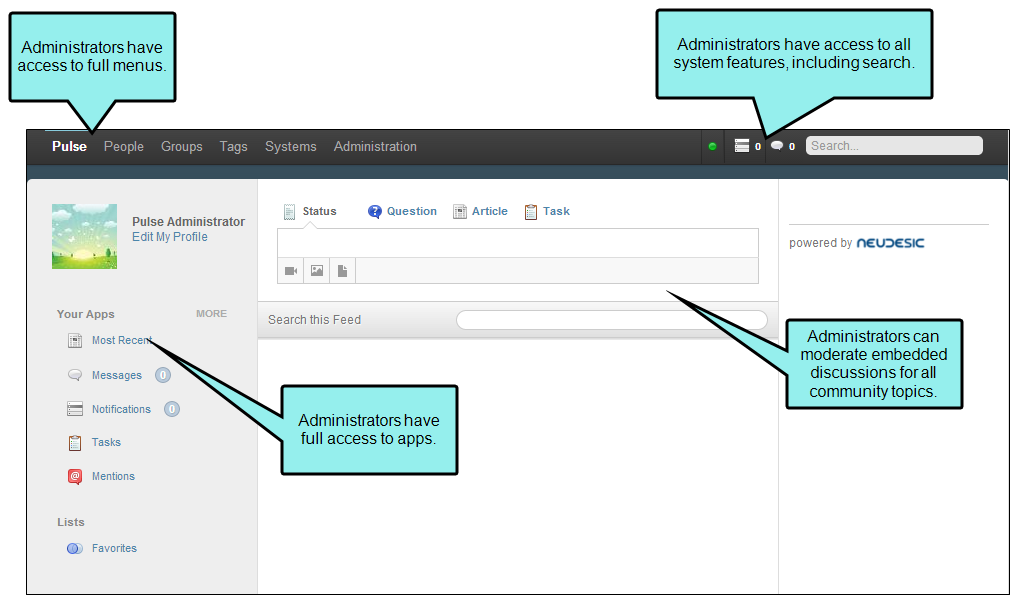 Administrators have
access to full menus.
Administrators have access to all
system features, including search.
Pulse People Groups Tags Systems Administration 0 0 Search...
Pulse Administrator
Edit My Profile
Status Question Article Task
powered by NEUDESIC
Your Apps MORE
Search this Feed
Most Recent
Messages 0
Notifications 0
Tasks
Mentions
Lists
Favorites
Administrators have
full access to apps.
Administrators can
moderate embedded
discussions for all
community topics.